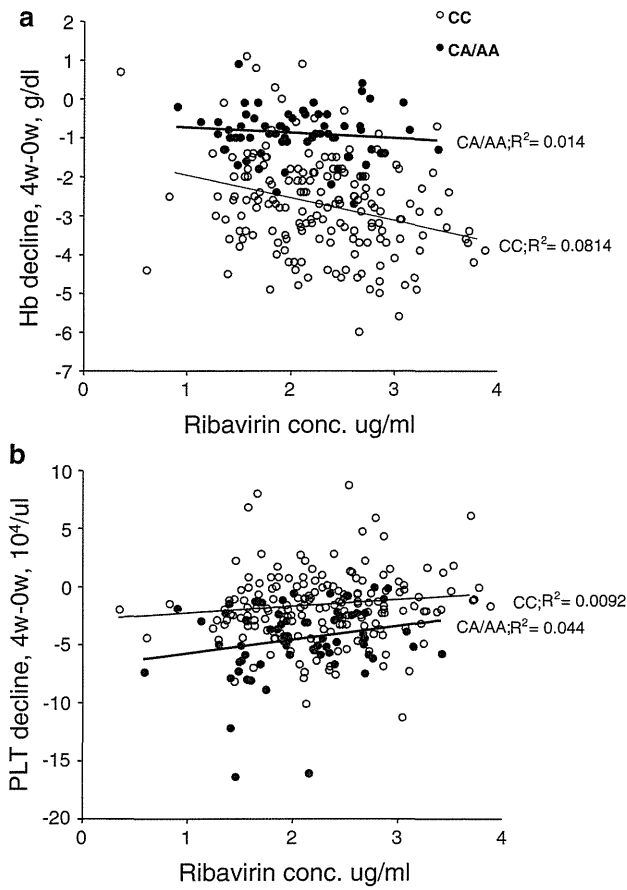 a
CC
CA/AA
Hb decline, 4w-0w, g/dl
2
1
0
-1
-2
-3
-4
-5
-6
-7
CA/AA;R²= 0.014
CC;R²= 0.0814
0 1 2 3 4
Ribavirin conc. ug/ml
b
PLT decline, 4w-0w, 10⁴/ul
10
5
0
-5
-10
-15
-20
CC;R²= 0.0092
CA/AA;R²= 0.044
0 1 2 3 4
Ribavirin conc. ug/ml